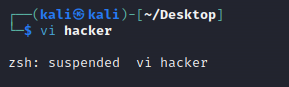 ┌──(kali㉿kali)-[~/Desktop]
└─$ vi hacker
zsh: suspended  vi hacker